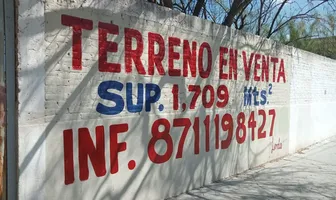 TERRENO EN VENTA
SUP. 1,709 Mts.²
INF. 8711198427